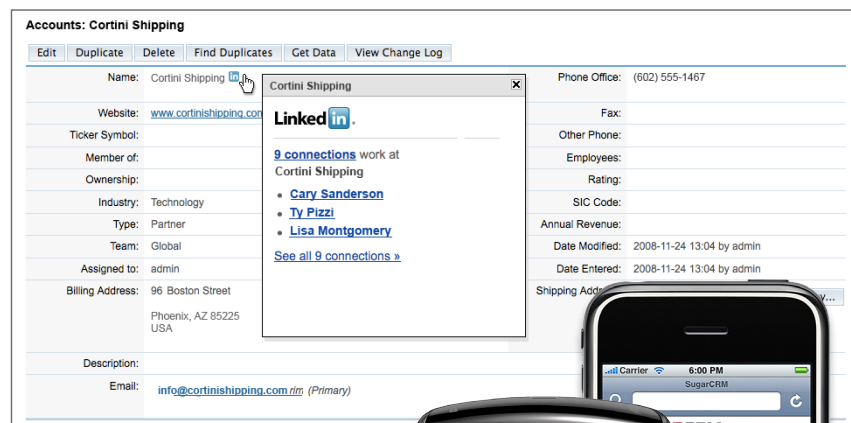 Accounts: Cortini Shipping
Edit Duplicate Delete Find Duplicates Get Data View Change Log
Name: Cortini Shipping in
Phone Office: (602) 555-1467
Cortini Shipping
Linked in.
9 connections work at
Cortini Shipping
Cary Sanderson
Ty Pizzi
Lisa Montgomery
See all 9 connections »
Website: www.cortinishipping.com
Fax:
Ticker Symbol:
Other Phone:
Member of:
Employees:
Ownership:
Rating:
Industry: Technology
SIC Code:
Type: Partner
Annual Revenue:
Team: Global
Date Modified: 2008-11-24 13:04 by admin
Assigned to: admin
Date Entered: 2008-11-24 13:04 by admin
Billing Address: 96 Boston Street
Phoenix, AZ 85225
USA
Shipping
Description:
Email: info@cortinishipping.com rim (Primary)
Carrier 6:00 PM
SugarCRM